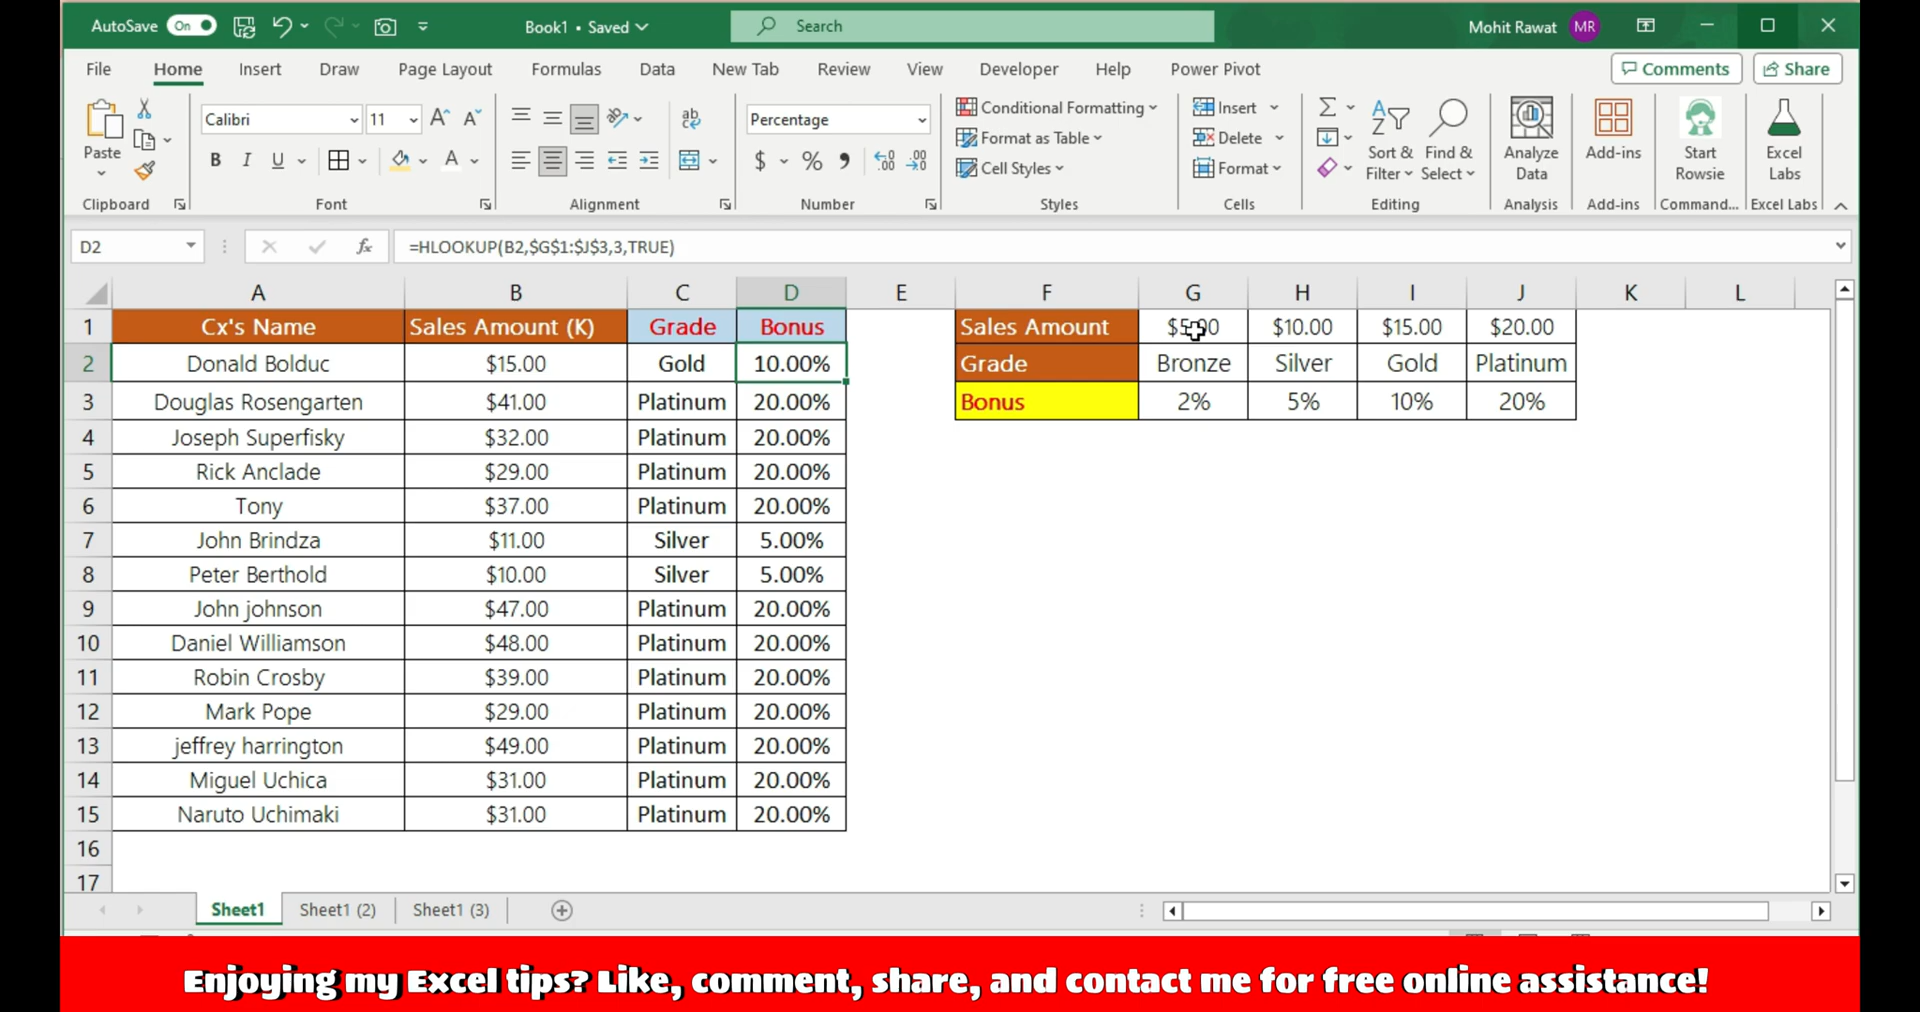 AutoSave On Book1 • Saved Search Mohit Rawat MR
File Home Insert Draw Page Layout Formulas Data New Tab Review View Developer Help Power Pivot Comments Share
Paste
Calibri 11
B I U A
ab
Percentage
$ % 9
Conditional Formatting
Format as Table
Cell Styles
Insert
Delete
Format
Sort & Filter
Find & Select
Analyze Data
Add-ins
Start Rowsie
Excel Labs
Clipboard Font Alignment Number Styles Cells Editing Analysis Add-ins Command... Excel Labs
D2 fx =HLOOKUP(B2,$G$1:$J$3,3,TRUE)
A B C D E F G H I J K L
1 Cx's Name Sales Amount (K) Grade Bonus Sales Amount $5.00 $10.00 $15.00 $20.00
2 Donald Bolduc $15.00 Gold 10.00% Grade Bronze Silver Gold Platinum
3 Douglas Rosengarten $41.00 Platinum 20.00% Bonus 2% 5% 10% 20%
4 Joseph Superfisky $32.00 Platinum 20.00%
5 Rick Anclade $29.00 Platinum 20.00%
6 Tony $37.00 Platinum 20.00%
7 John Brindza $11.00 Silver 5.00%
8 Peter Berthold $10.00 Silver 5.00%
9 John johnson $47.00 Platinum 20.00%
10 Daniel Williamson $48.00 Platinum 20.00%
11 Robin Crosby $39.00 Platinum 20.00%
12 Mark Pope $29.00 Platinum 20.00%
13 jeffrey harrington $49.00 Platinum 20.00%
14 Miguel Uchica $31.00 Platinum 20.00%
15 Naruto Uchimaki $31.00 Platinum 20.00%
16
17
Sheet1 Sheet1 (2) Sheet1 (3)
Enjoying my Excel tips? Like, comment, share, and contact me for free online assistance!